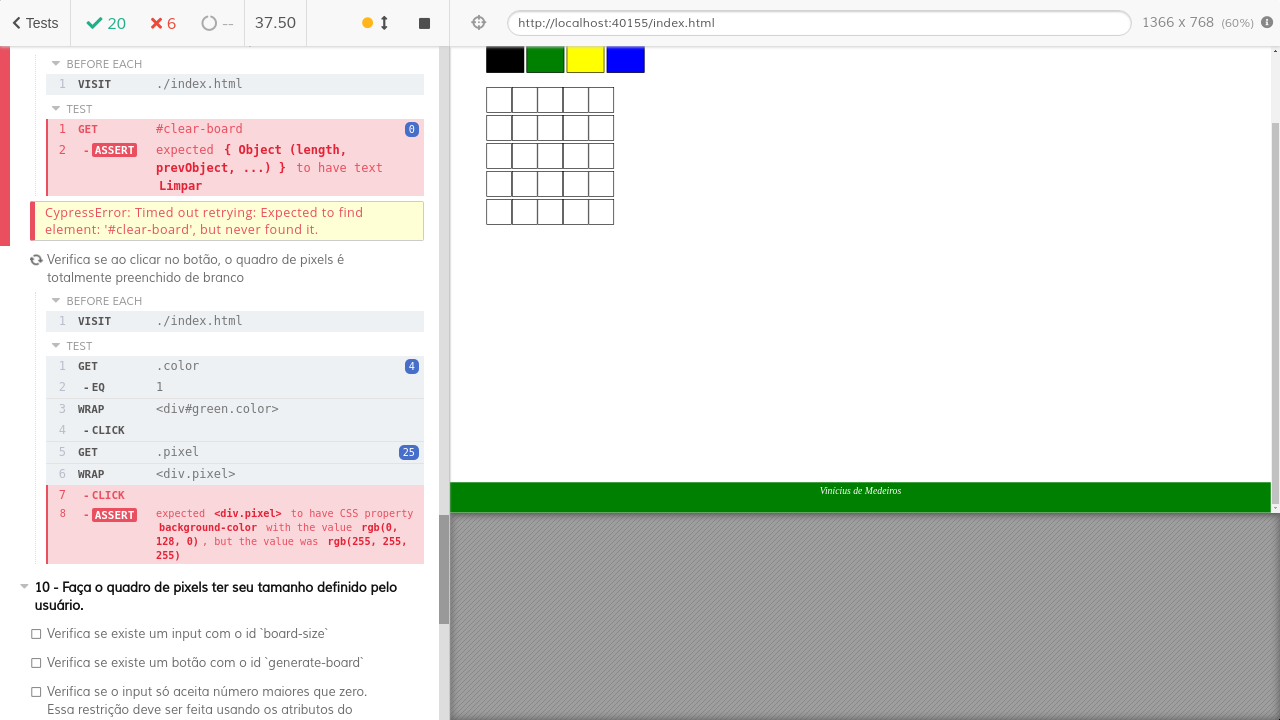 Tests
20
6
--
37.50
http://localhost:40155/index.html
1366 x 768 (60%)
BEFORE EACH
1 VISIT ./index.html
TEST
1 GET #clear-board 0
2 - ASSERT expected { Object (length,
prevObject, ...) } to have text
Limpar
CypressError: Timed out retrying: Expected to find
element: '#clear-board', but never found it.
Verifica se ao clicar no botão, o quadro de pixels é
totalmente preenchido de branco
BEFORE EACH
1 VISIT ./index.html
TEST
1 GET .color 4
2 - EQ 1
3 WRAP <div#green.color>
4 - CLICK
5 GET .pixel 25
6 WRAP <div.pixel>
7 - CLICK
8 - ASSERT expected <div.pixel> to have CSS property
background-color with the value rgb(0,
128, 0) , but the value was rgb(255, 255,
255)
10 - Faça o quadro de pixels ter seu tamanho definido pelo
usuário.
Verifica se existe um input com o id `board-size`
Verifica se existe um botão com o id `generate-board`
Verifica se o input só aceita número maiores que zero.
Essa restrição deve ser feita usando os atributos do
Vinícius de Medeiros